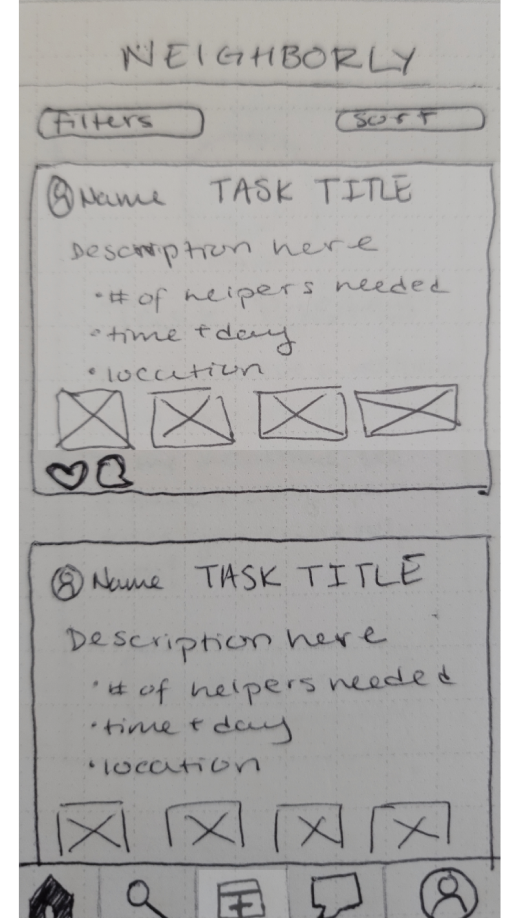 NEIGHBORLY
Filters
Sort
Name TASK TITLE
Description here
• # of helpers needed
• time + day
• location
Name TASK TITLE
Description here
• # of helpers needed
• time + day
• location